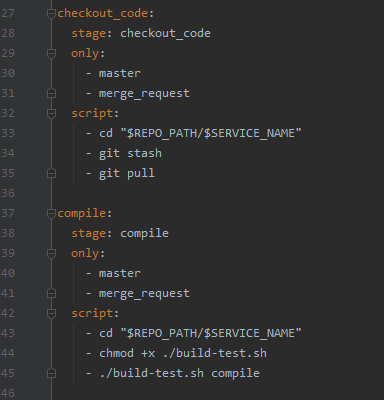 27 checkout_code:
28   stage: checkout_code
29   only:
30     - master
31     - merge_request
32   script:
33     - cd "$REPO_PATH/$SERVICE_NAME"
34     - git stash
35     - git pull
36
37 compile:
38   stage: compile
39   only:
40     - master
41     - merge_request
42   script:
43     - cd "$REPO_PATH/$SERVICE_NAME"
44     - chmod +x ./build-test.sh
45     - ./build-test.sh compile
46